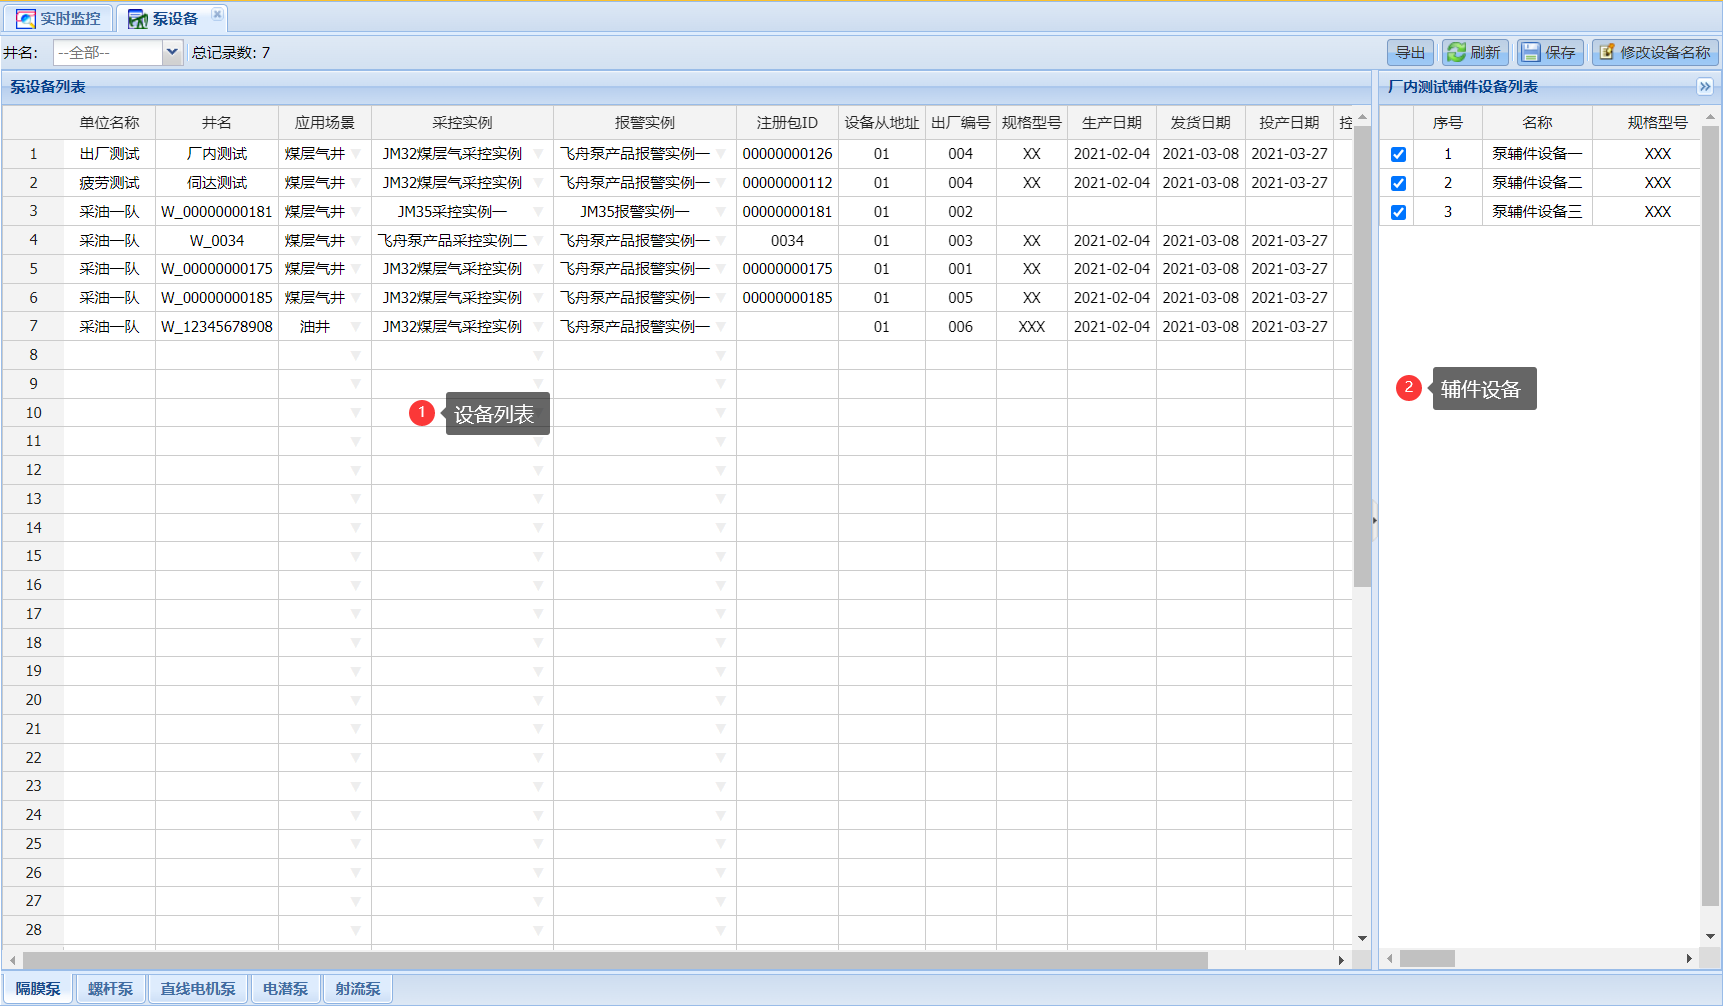 实时监控 泵设备
井名: --全部-- 总记录数: 7 导出 刷新 保存 修改设备名称
泵设备列表 厂内测试辅件设备列表
单位名称 井名 应用场景 采控实例 报警实例 注册包ID 设备从地址 出厂编号 规格型号 生产日期 发货日期 投产日期 控 序号 名称 规格型号
1 出厂测试 厂内测试 煤层气井 JM32煤层气采控实例 飞舟泵产品报警实例一 00000000126 01 004 XX 2021-02-04 2021-03-08 2021-03-27 1 泵辅件设备一 XXX
2 疲劳测试 伺达测试 煤层气井 JM32煤层气采控实例 飞舟泵产品报警实例一 00000000112 01 004 XX 2021-02-04 2021-03-08 2021-03-27 2 泵辅件设备二 XXX
3 采油一队 W_00000000181 煤层气井 JM35采控实例一 JM35报警实例一 00000000181 01 002 3 泵辅件设备三 XXX
4 采油一队 W_0034 煤层气井 飞舟泵产品采控实例二 飞舟泵产品报警实例一 0034 01 003 XX 2021-02-04 2021-03-08 2021-03-27
5 采油一队 W_00000000175 煤层气井 JM32煤层气采控实例 飞舟泵产品报警实例一 00000000175 01 001 XX 2021-02-04 2021-03-08 2021-03-27
6 采油一队 W_00000000185 煤层气井 JM32煤层气采控实例 飞舟泵产品报警实例一 00000000185 01 005 XX 2021-02-04 2021-03-08 2021-03-27
7 采油一队 W_12345678908 油井 JM32煤层气采控实例 飞舟泵产品报警实例一 01 006 XXX 2021-02-04 2021-03-08 2021-03-27
8
9
2 辅件设备
10
1 设备列表
11
12
13
14
15
16
17
18
19
20
21
22
23
24
25
26
27
28
隔膜泵 螺杆泵 直线电机泵 电潜泵 射流泵